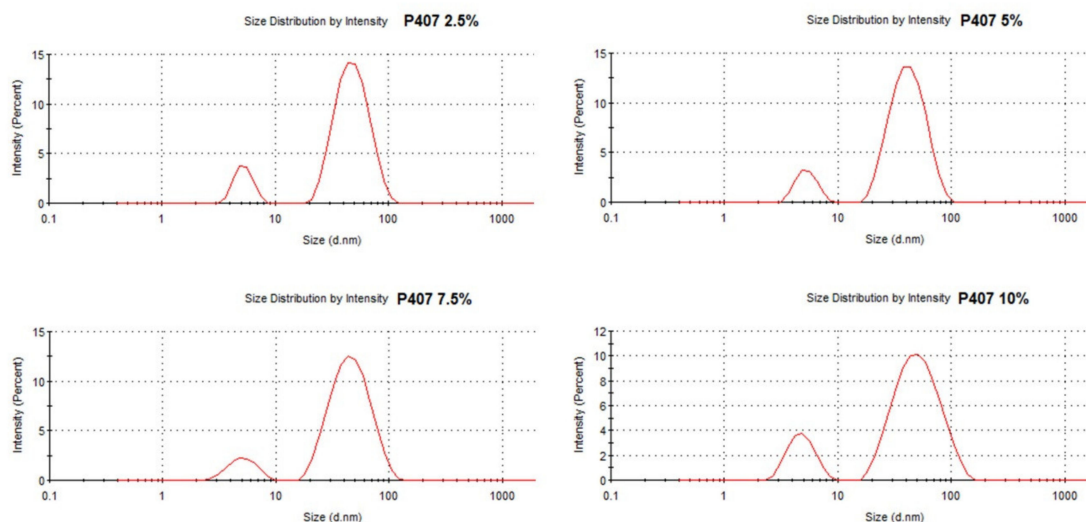 Size Distribution by Intensity P407 2.5%
Intensity (Percent)
15
10
5
0
0.1 1 10 100 1000
Size (d.nm)
Size Distribution by Intensity P407 5%
Intensity (Percent)
15
10
5
0
0.1 1 10 100 1000
Size (d.nm)
Size Distribution by Intensity P407 7.5%
Intensity (Percent)
15
10
5
0
0.1 1 10 100 1000
Size (d.nm)
Size Distribution by Intensity P407 10%
Intensity (Percent)
12
10
8
6
4
2
0
0.1 1 10 100 1000
Size (d.nm)